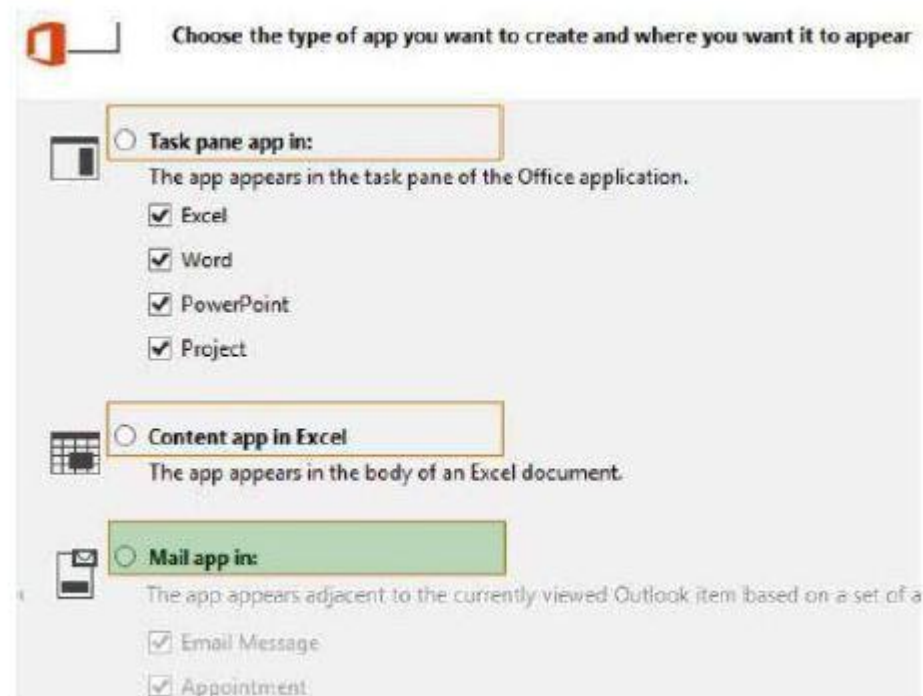 Choose the type of app you want to create and where you want it to appear
Task pane app in:
The app appears in the task pane of the Office application.
Excel
Word
PowerPoint
Project
Content app in Excel
The app appears in the body of an Excel document.
Mail app in:
The app appears adjacent to the currently viewed Outlook item based on a set of a
Email Message
Appointment